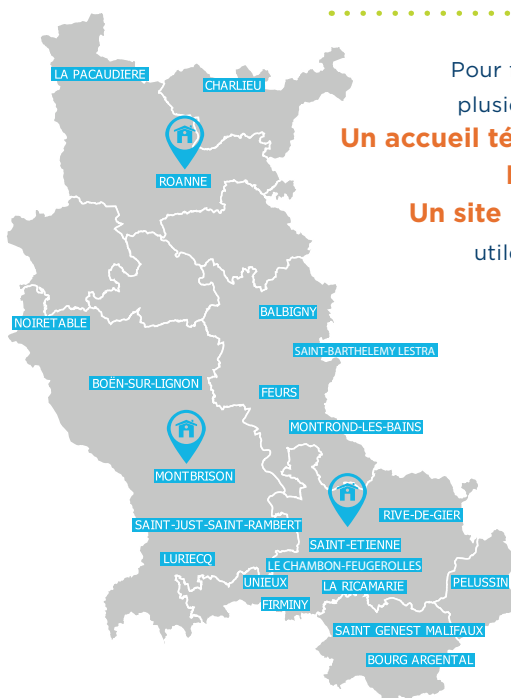 LA PACAUDIERE
CHARLIEU
Pour
plusie
Un accueil té
ROANNE
Un site
utile
BALBIGNY
NOIRETABLE
SAINT-BARTHELEMY LESTRA
BOËN-SUR-LIGNON
FEURS
MONTROND-LES-BAINS
MONTBRISON
RIVE-DE-GIER
SAINT-JUST-SAINT-RAMBERT
SAINT-ETIENNE
LURIECQ
LE CHAMBON-FEUGEROLLES
UNIEUX
LA RICAMARIE
PELUSSIN
FIRMINY
SAINT GENEST MALIFAUX
BOURG ARGENTAL